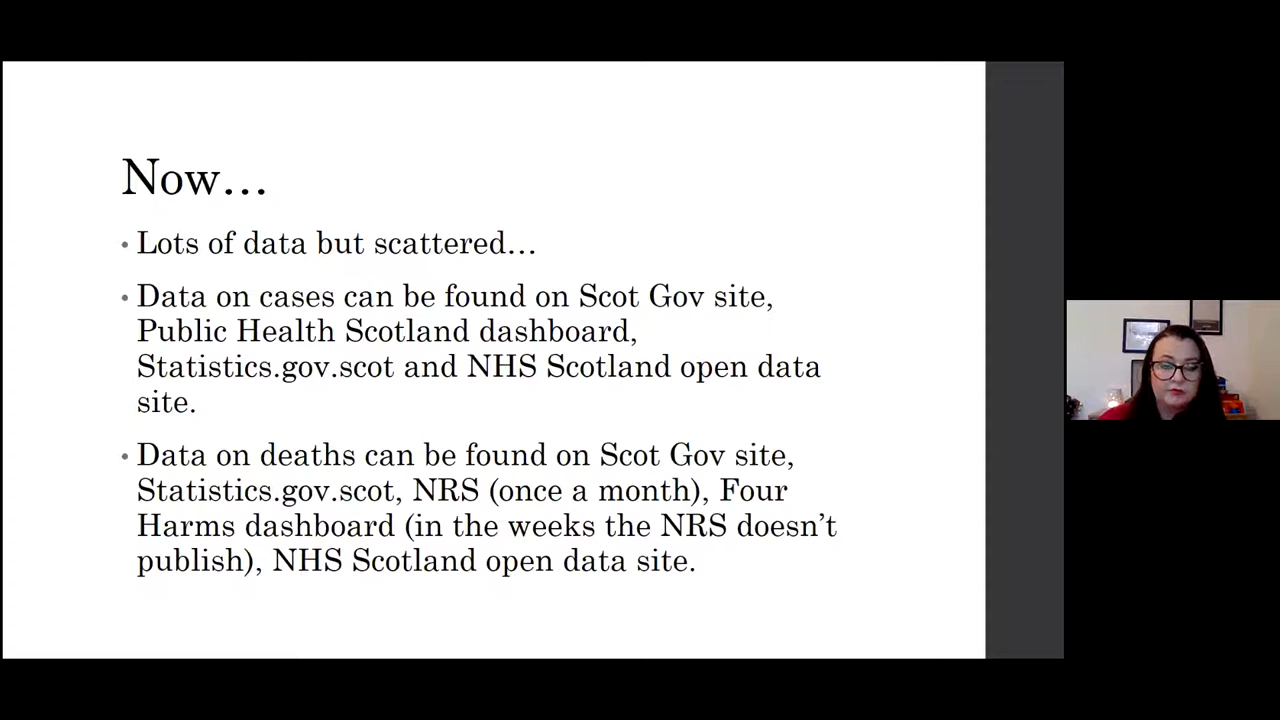 Now…
• Lots of data but scattered…
• Data on cases can be found on Scot Gov site,
Public Health Scotland dashboard,
Statistics.gov.scot and NHS Scotland open data
site.
• Data on deaths can be found on Scot Gov site,
Statistics.gov.scot, NRS (once a month), Four
Harms dashboard (in the weeks the NRS doesn’t
publish), NHS Scotland open data site.